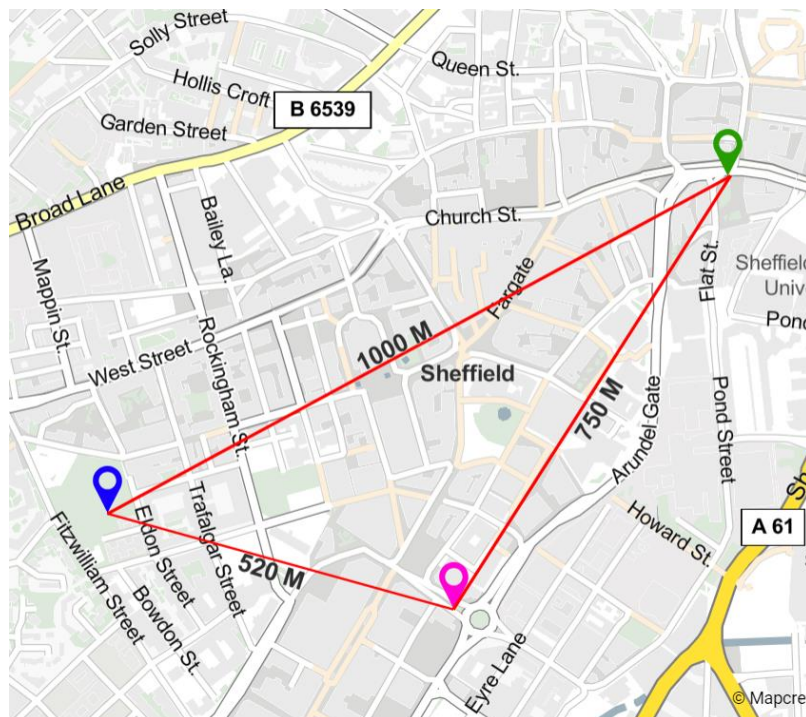 Solly Street
Queen St.
Hollis Croft
B 6539
Garden Street
Broad Lane
Bailey La.
Church St.
Mappin St.
Flat St.
Sheffield
Univ
Fargate
Pond
West Street
Rockingham St.
1000 M
Sheffield
750 M
Arundel Gate
Pond Street
Fitzwilliam Street
Eldon Street
Trafalgar Street
Howard St.
A 61
Sh
520 M
Bowdon St.
Eyre Lane
© Mapcre